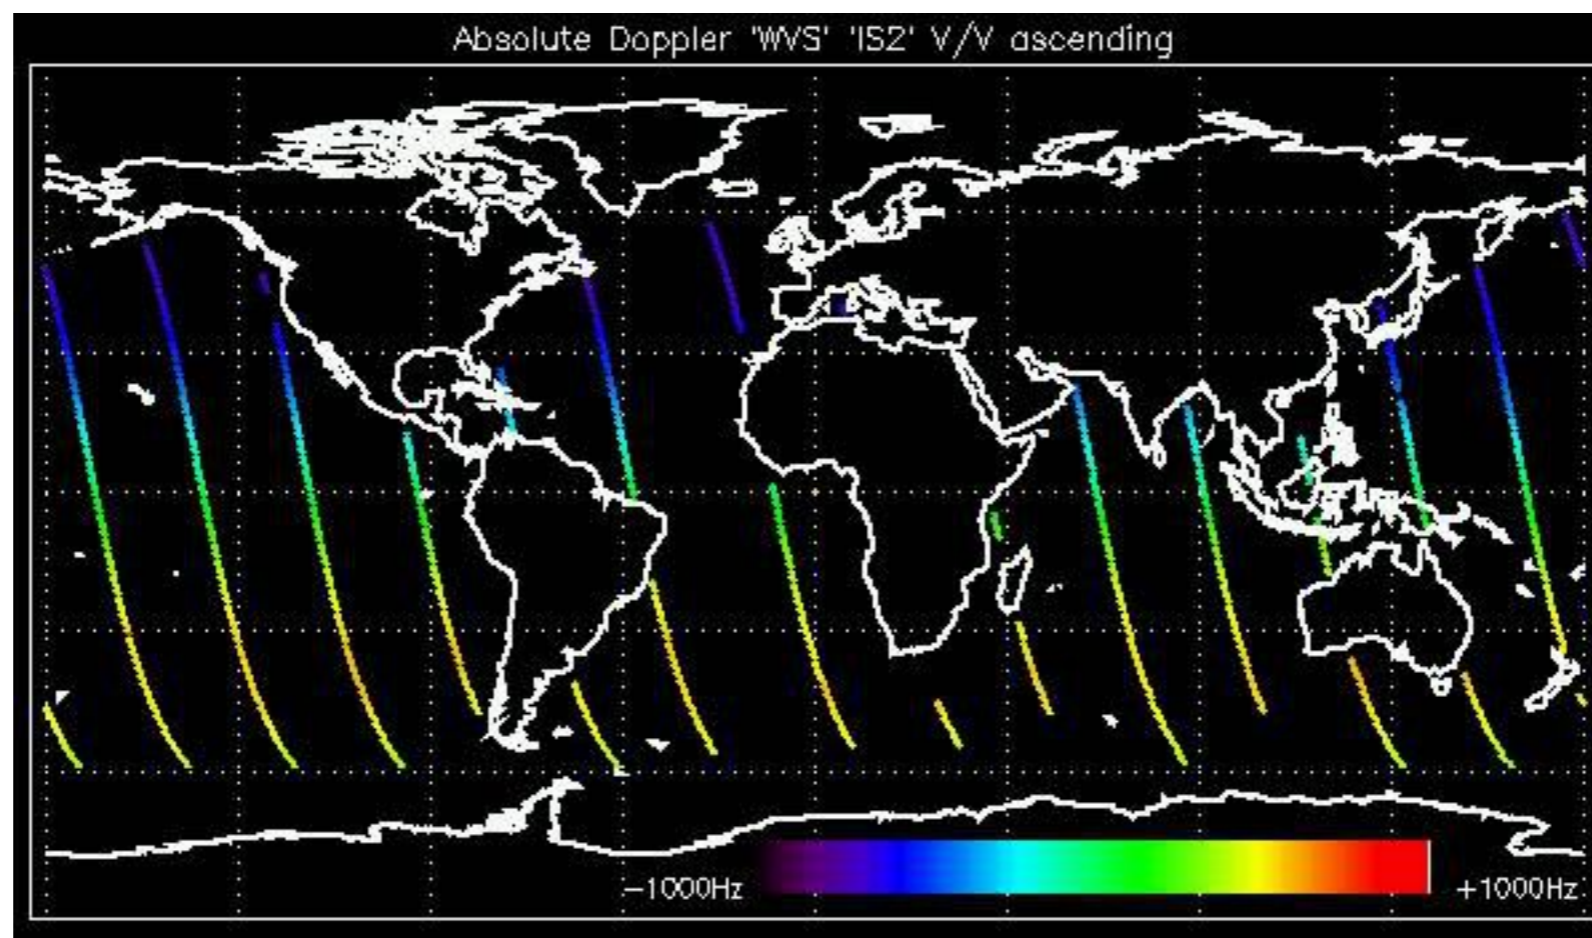 Absolute Doppler 'WVS' 'IS2' V/V ascending
-1000Hz +1000Hz